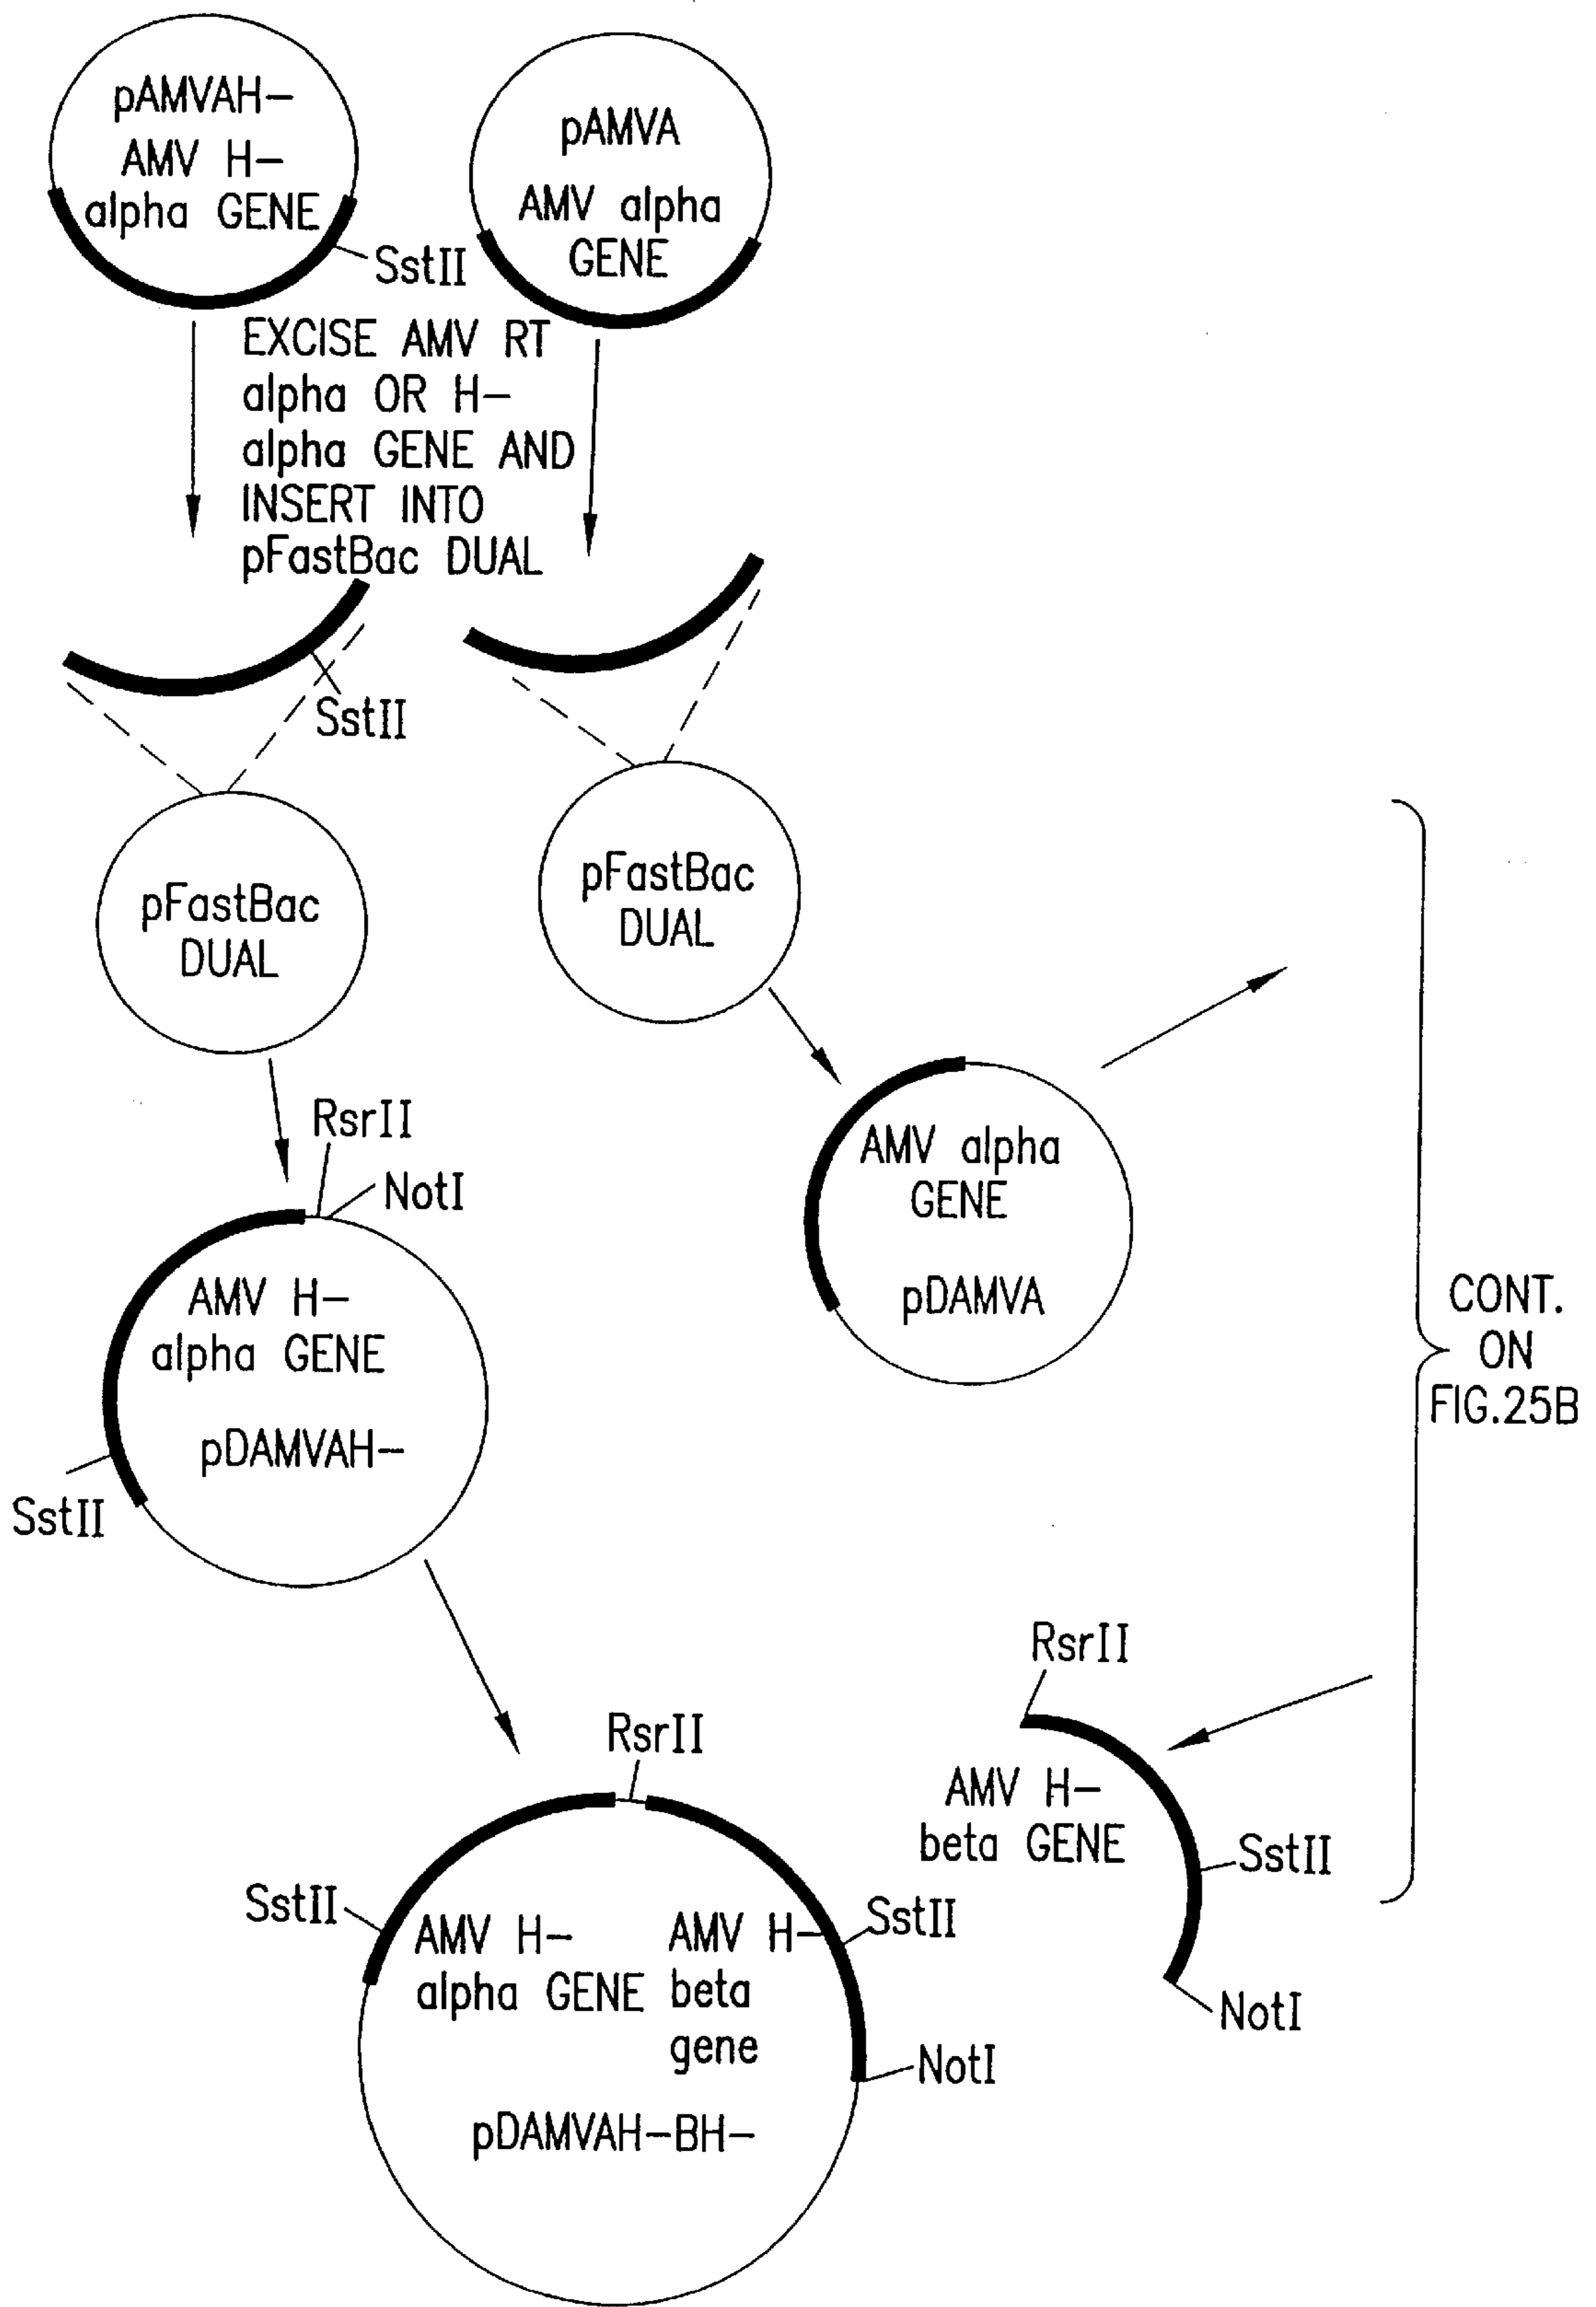 pAMVAH-
AMV H-
alpha GENE
SstII
pAMVA
AMV alpha
GENE
EXCISE AMV RT
alpha OR H-
alpha GENE AND
INSERT INTO
pFastBac DUAL
SstII
pFastBac
DUAL
pFastBac
DUAL
RsrII
NotI
AMV H-
alpha GENE
pDAMVAH-
SstII
AMV alpha
GENE
pDAMVA
CONT.
ON
FIG.25B
RsrII
AMV H-
beta GENE
SstII
NotI
RsrII
SstII
AMV H-
alpha GENE
AMV H-
beta
gene
SstII
NotI
pDAMVAH-BH-